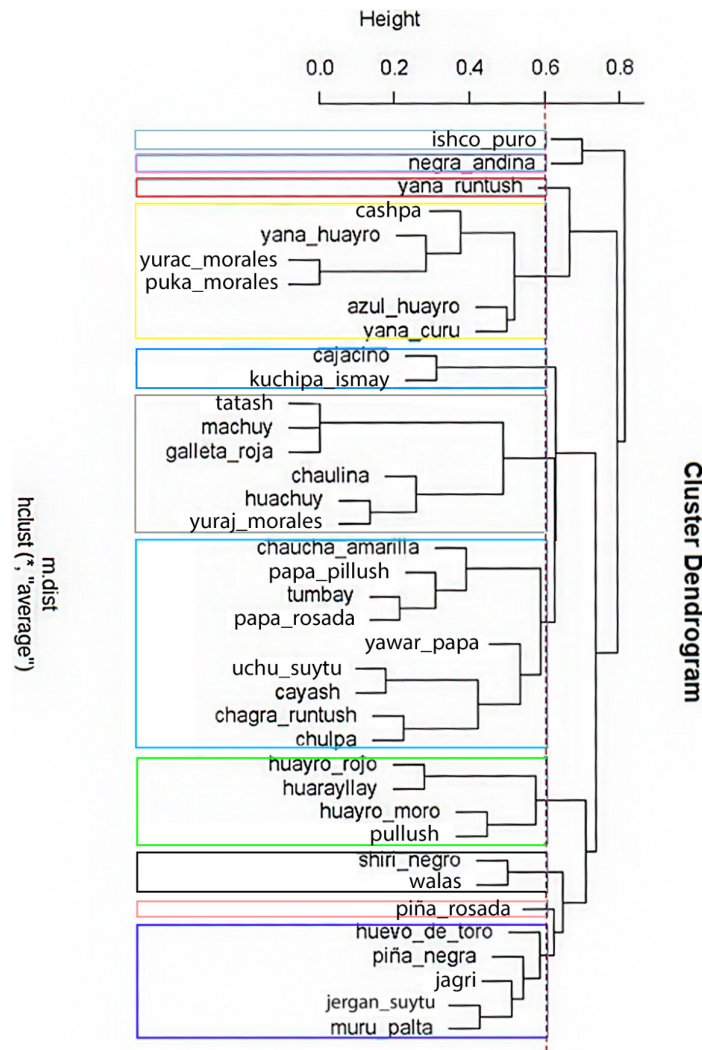 Height
0.0 0.2 0.4 0.6 0.8
ishco_puro
negra_andina
yana_runtush
cashpa
yana_huayro
yurac_morales
puka_morales
azul_huayro
yana_curu
cajacino
kuchipa_ismay
tatash
machuy
galleta_roja
chaulina
huachuy
yuraj_morales
chaucha_amarilla
papa_pillush
tumbay
papa_rosada
yawar_papa
uchu_suytu
cayash
chagra_runtush
chulpa
huayro_rojo
huarayllay
huayro_moro
pullush
shiri_negro
walas
piña_rosada
huevo_de_toro
piña_negra
jagri
jergan_suytu
muru_palta
Cluster Dendrogram
m.dist
hclust (*, "average")